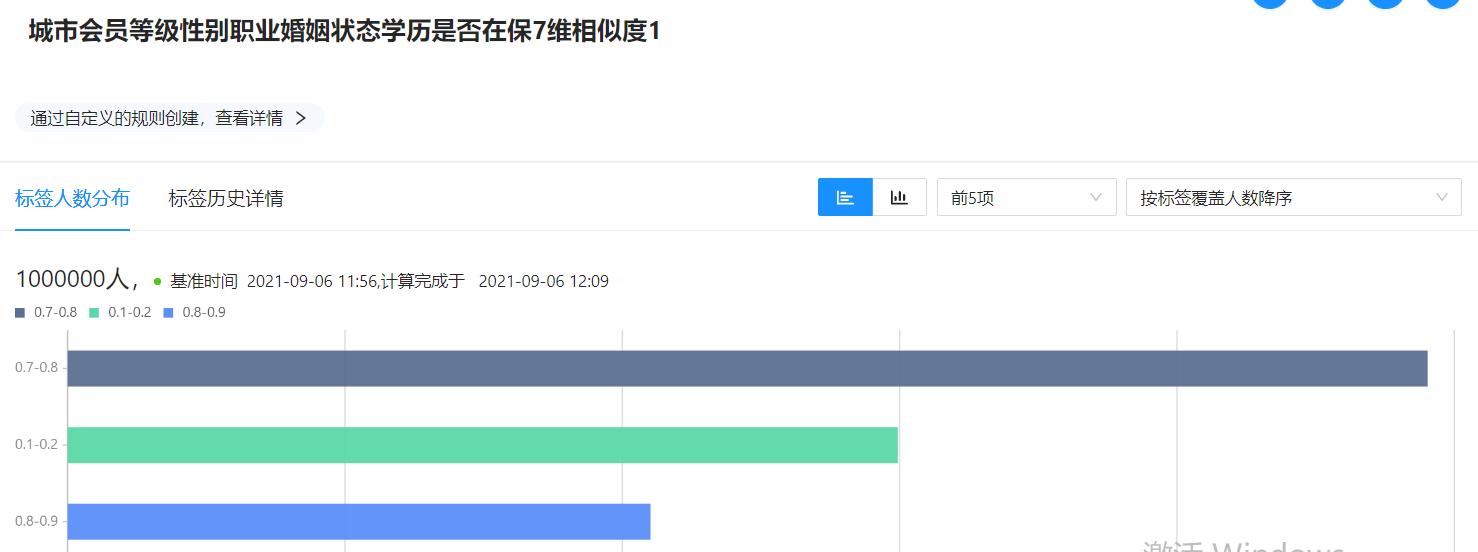 城市会员等级性别职业婚姻状态学历是否在保7维相似度1
通过自定义的规则创建，查看详情
标签人数分布 标签历史详情 前5项 按标签覆盖人数降序
1000000人， 基准时间 2021-09-06 11:56,计算完成于 2021-09-06 12:09
0.7-0.8 0.1-0.2 0.8-0.9
0.7-0.8
0.1-0.2
0.8-0.9
激活 Windows